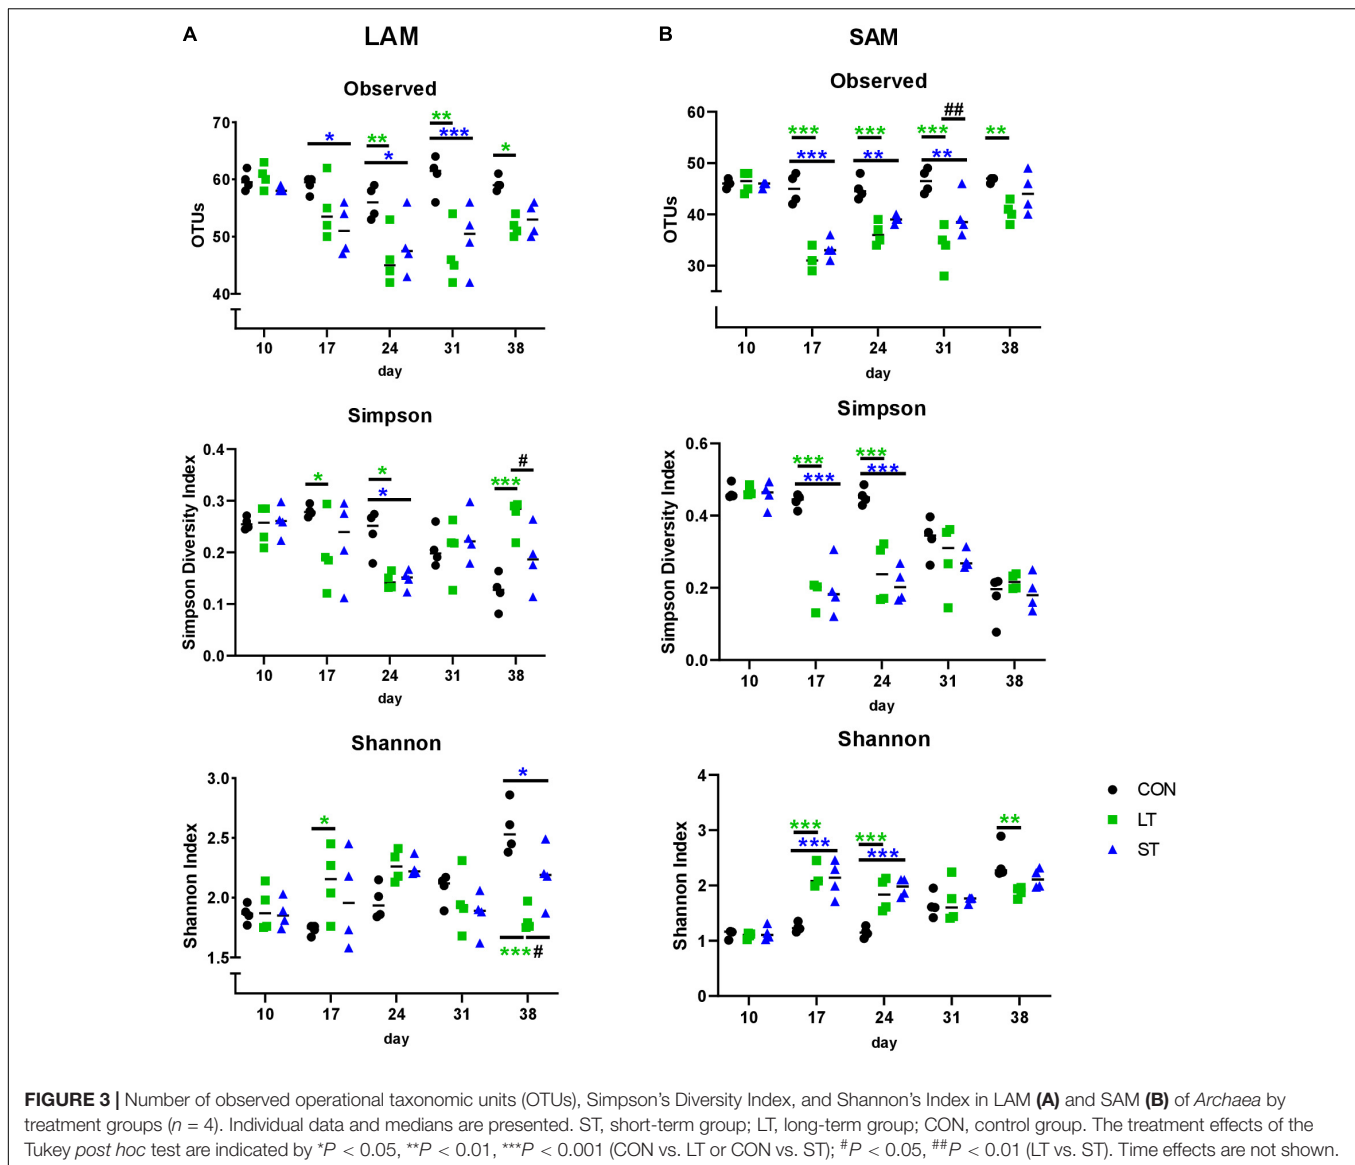 A LAM
Observed
** ***
* ** * *
70
60
50
40
OTUs
10 17 24 31 38
day
Simpson
* * * *** #
0.4
0.3
0.2
0.1
0.0
Simpson Diversity Index
10 17 24 31 38
day
Shannon
* *
3.0
2.5
2.0
1.5
Shannon Index
*** #
10 17 24 31 38
day
B SAM
Observed
*** *** *** ## **
*** ** **
60
50
40
30
OTUs
10 17 24 31 38
day
Simpson
*** ***
*** ***
0.6
0.4
0.2
0.0
Simpson Diversity Index
10 17 24 31 38
day
Shannon
*** *** **
*** ***
4
3
2
1
0
Shannon Index
10 17 24 31 38
day
CON
LT
ST
FIGURE 3 | Number of observed operational taxonomic units (OTUs), Simpson's Diversity Index, and Shannon's Index in LAM (A) and SAM (B) of Archaea by
treatment groups (n = 4). Individual data and medians are presented. ST, short-term group; LT, long-term group; CON, control group. The treatment effects of the
Tukey post hoc test are indicated by *P < 0.05, **P < 0.01, ***P < 0.001 (CON vs. LT or CON vs. ST); #P < 0.05, ##P < 0.01 (LT vs. ST). Time effects are not shown.